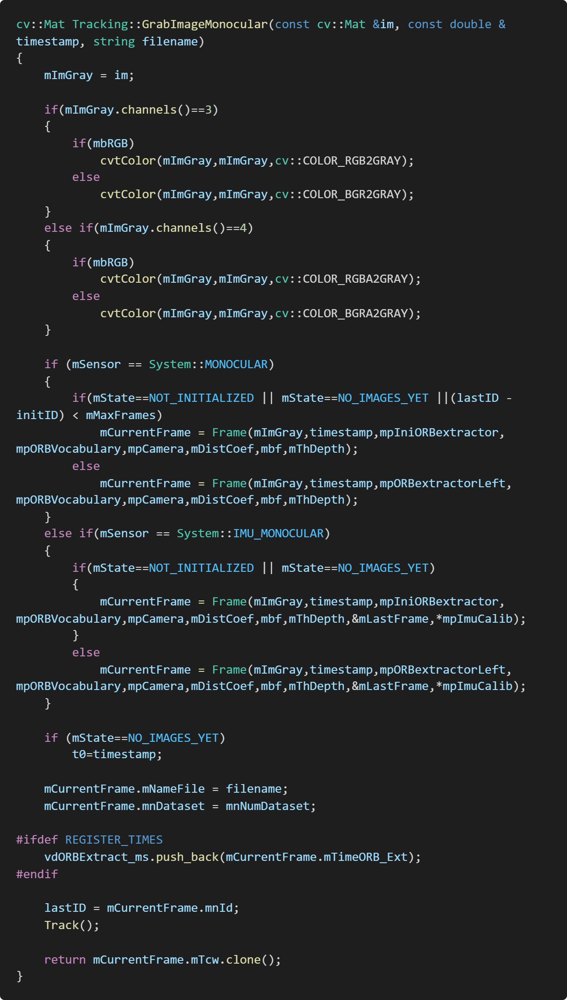 cv::Mat Tracking::GrabImageMonocular(const cv::Mat &im, const double &
timestamp, string filename)
{
    mImGray = im;

    if(mImGray.channels()==3)
    {
        if(mbRGB)
            cvtColor(mImGray,mImGray,cv::COLOR_RGB2GRAY);
        else
            cvtColor(mImGray,mImGray,cv::COLOR_BGR2GRAY);
    }
    else if(mImGray.channels()==4)
    {
        if(mbRGB)
            cvtColor(mImGray,mImGray,cv::COLOR_RGBA2GRAY);
        else
            cvtColor(mImGray,mImGray,cv::COLOR_BGRA2GRAY);
    }

    if (mSensor == System::MONOCULAR)
    {
        if(mState==NOT_INITIALIZED || mState==NO_IMAGES_YET ||(lastID -
initID) < mMaxFrames)
            mCurrentFrame = Frame(mImGray,timestamp,mpIniORBextractor,
mpORBVocabulary,mpCamera,mDistCoef,mbf,mThDepth);
        else
            mCurrentFrame = Frame(mImGray,timestamp,mpORBextractorLeft,
mpORBVocabulary,mpCamera,mDistCoef,mbf,mThDepth);
    }
    else if(mSensor == System::IMU_MONOCULAR)
    {
        if(mState==NOT_INITIALIZED || mState==NO_IMAGES_YET)
        {
            mCurrentFrame = Frame(mImGray,timestamp,mpIniORBextractor,
mpORBVocabulary,mpCamera,mDistCoef,mbf,mThDepth,&mLastFrame,*mpImuCalib);
        }
        else
            mCurrentFrame = Frame(mImGray,timestamp,mpORBextractorLeft,
mpORBVocabulary,mpCamera,mDistCoef,mbf,mThDepth,&mLastFrame,*mpImuCalib);
    }

    if (mState==NO_IMAGES_YET)
        t0=timestamp;

    mCurrentFrame.mNameFile = filename;
    mCurrentFrame.mnDataset = mnNumDataset;

#ifdef REGISTER_TIMES
    vdORBExtract_ms.push_back(mCurrentFrame.mTimeORB_Ext);
#endif

    lastID = mCurrentFrame.mnId;
    Track();

    return mCurrentFrame.mTcw.clone();
}